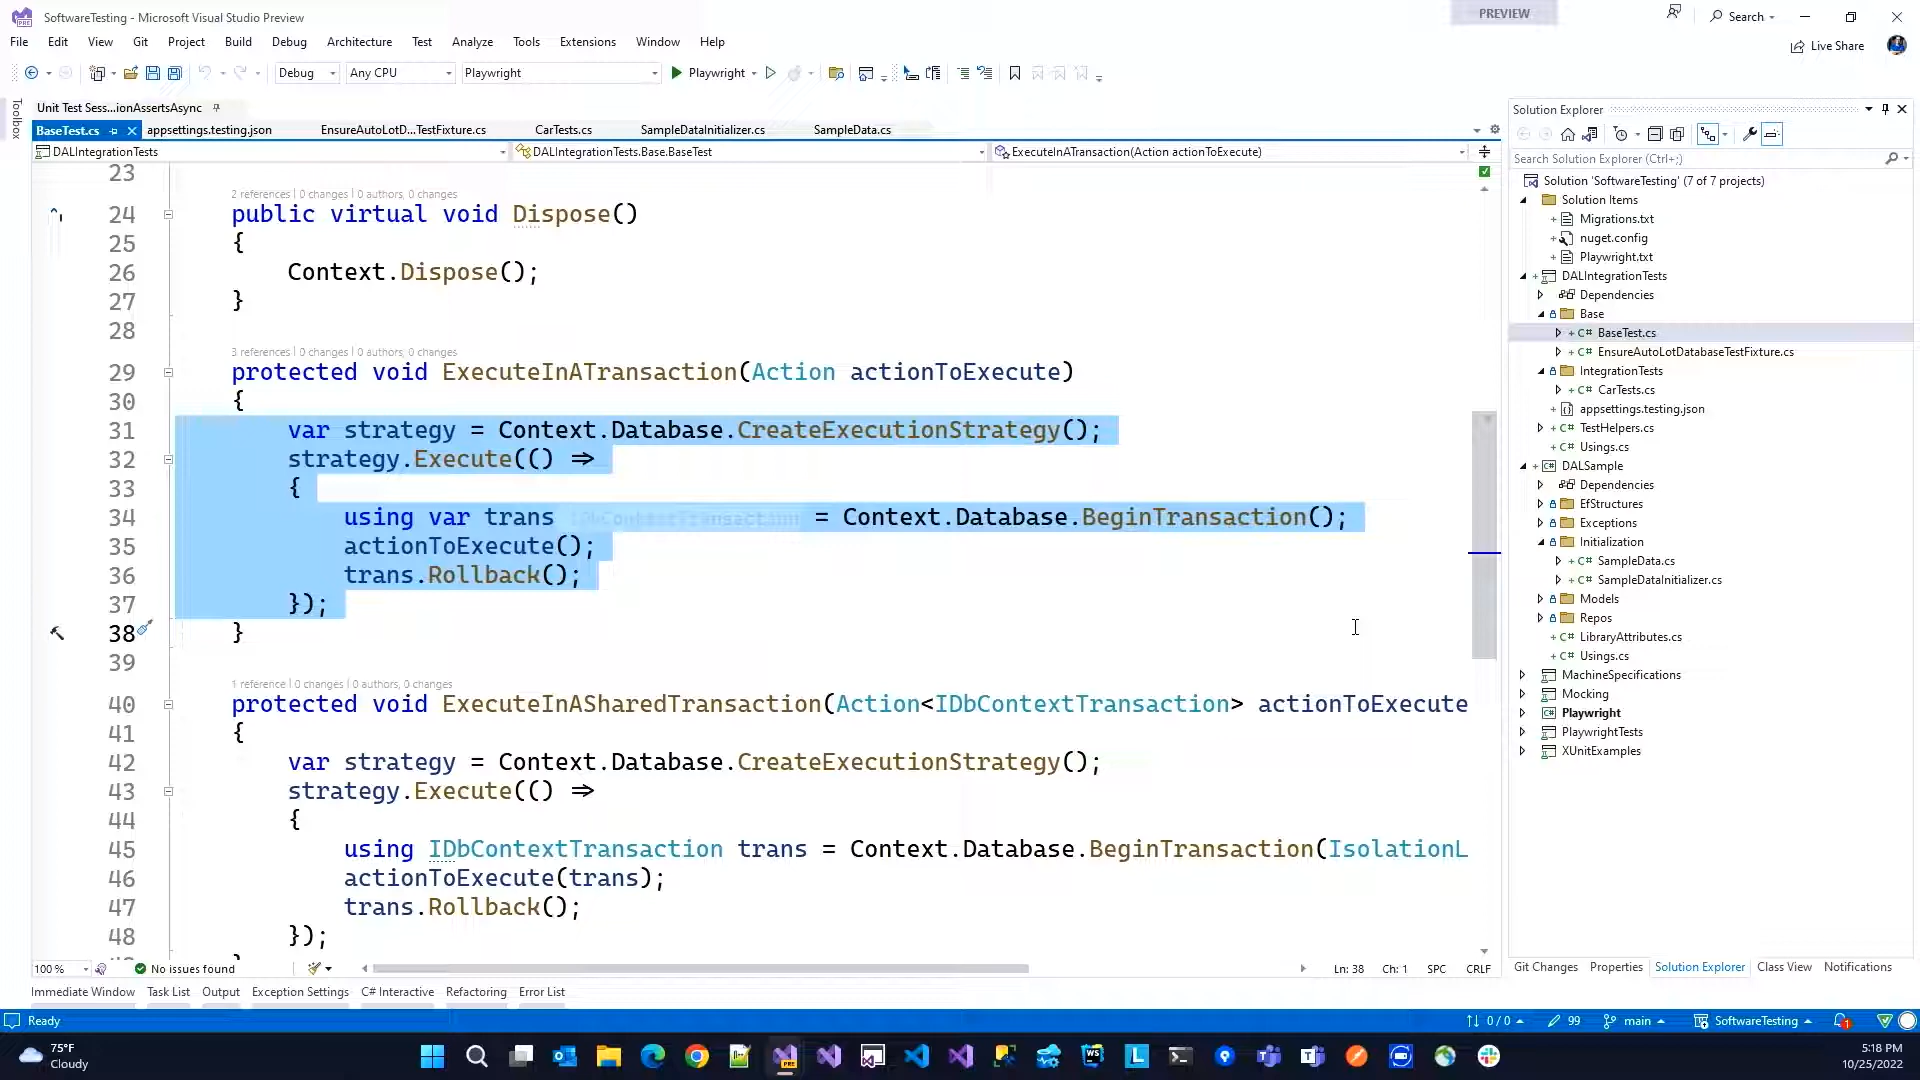 SoftwareTesting - Microsoft Visual Studio Preview
PREVIEW
Search
File Edit View Git Project Build Debug Architecture Test Analyze Tools Extensions Window Help
Live Share
Debug Any CPU Playwright Playwright
Toolbox
Unit Test Sess...ionAssertsAsync
BaseTest.cs appsettings.testing.json EnsureAutoLotD...TestFixture.cs CarTests.cs SampleDataInitializer.cs SampleData.cs
DALIntegrationTests DALIntegrationTests.Base.BaseTest ExecuteInATransaction(Action actionToExecute)
23
2 references | 0 changes | 0 authors, 0 changes
24 public virtual void Dispose()
25 {
26 Context.Dispose();
27 }
28
3 references | 0 changes | 0 authors, 0 changes
29 protected void ExecuteInATransaction(Action actionToExecute)
30 {
31 var strategy = Context.Database.CreateExecutionStrategy();
32 strategy.Execute(() =>
33 {
34 using var trans IDbContextTransaction = Context.Database.BeginTransaction();
35 actionToExecute();
36 trans.Rollback();
37 });
38 }
39
1 reference | 0 changes | 0 authors, 0 changes
40 protected void ExecuteInASharedTransaction(Action<IDbContextTransaction> actionToExecute
41 {
42 var strategy = Context.Database.CreateExecutionStrategy();
43 strategy.Execute(() =>
44 {
45 using IDbContextTransaction trans = Context.Database.BeginTransaction(IsolationL
46 actionToExecute(trans);
47 trans.Rollback();
48 });
100 % No issues found Ln: 38 Ch: 1 SPC CRLF
Immediate Window Task List Output Exception Settings C# Interactive Refactoring Error List
Solution Explorer
Search Solution Explorer (Ctrl+;)
Solution 'SoftwareTesting' (7 of 7 projects)
Solution Items
Migrations.txt
nuget.config
Playwright.txt
DALIntegrationTests
Dependencies
Base
C# BaseTest.cs
C# EnsureAutoLotDatabaseTestFixture.cs
IntegrationTests
C# CarTests.cs
appsettings.testing.json
C# TestHelpers.cs
C# Usings.cs
C# DALSample
Dependencies
EfStructures
Exceptions
Initialization
C# SampleData.cs
C# SampleDataInitializer.cs
Models
Repos
C# LibraryAttributes.cs
C# Usings.cs
MachineSpecifications
Mocking
C# Playwright
PlaywrightTests
XUnitExamples
Git Changes Properties Solution Explorer Class View Notifications
Ready 0 / 0 99 main SoftwareTesting 1
75°F
Cloudy
5:18 PM
10/25/2022